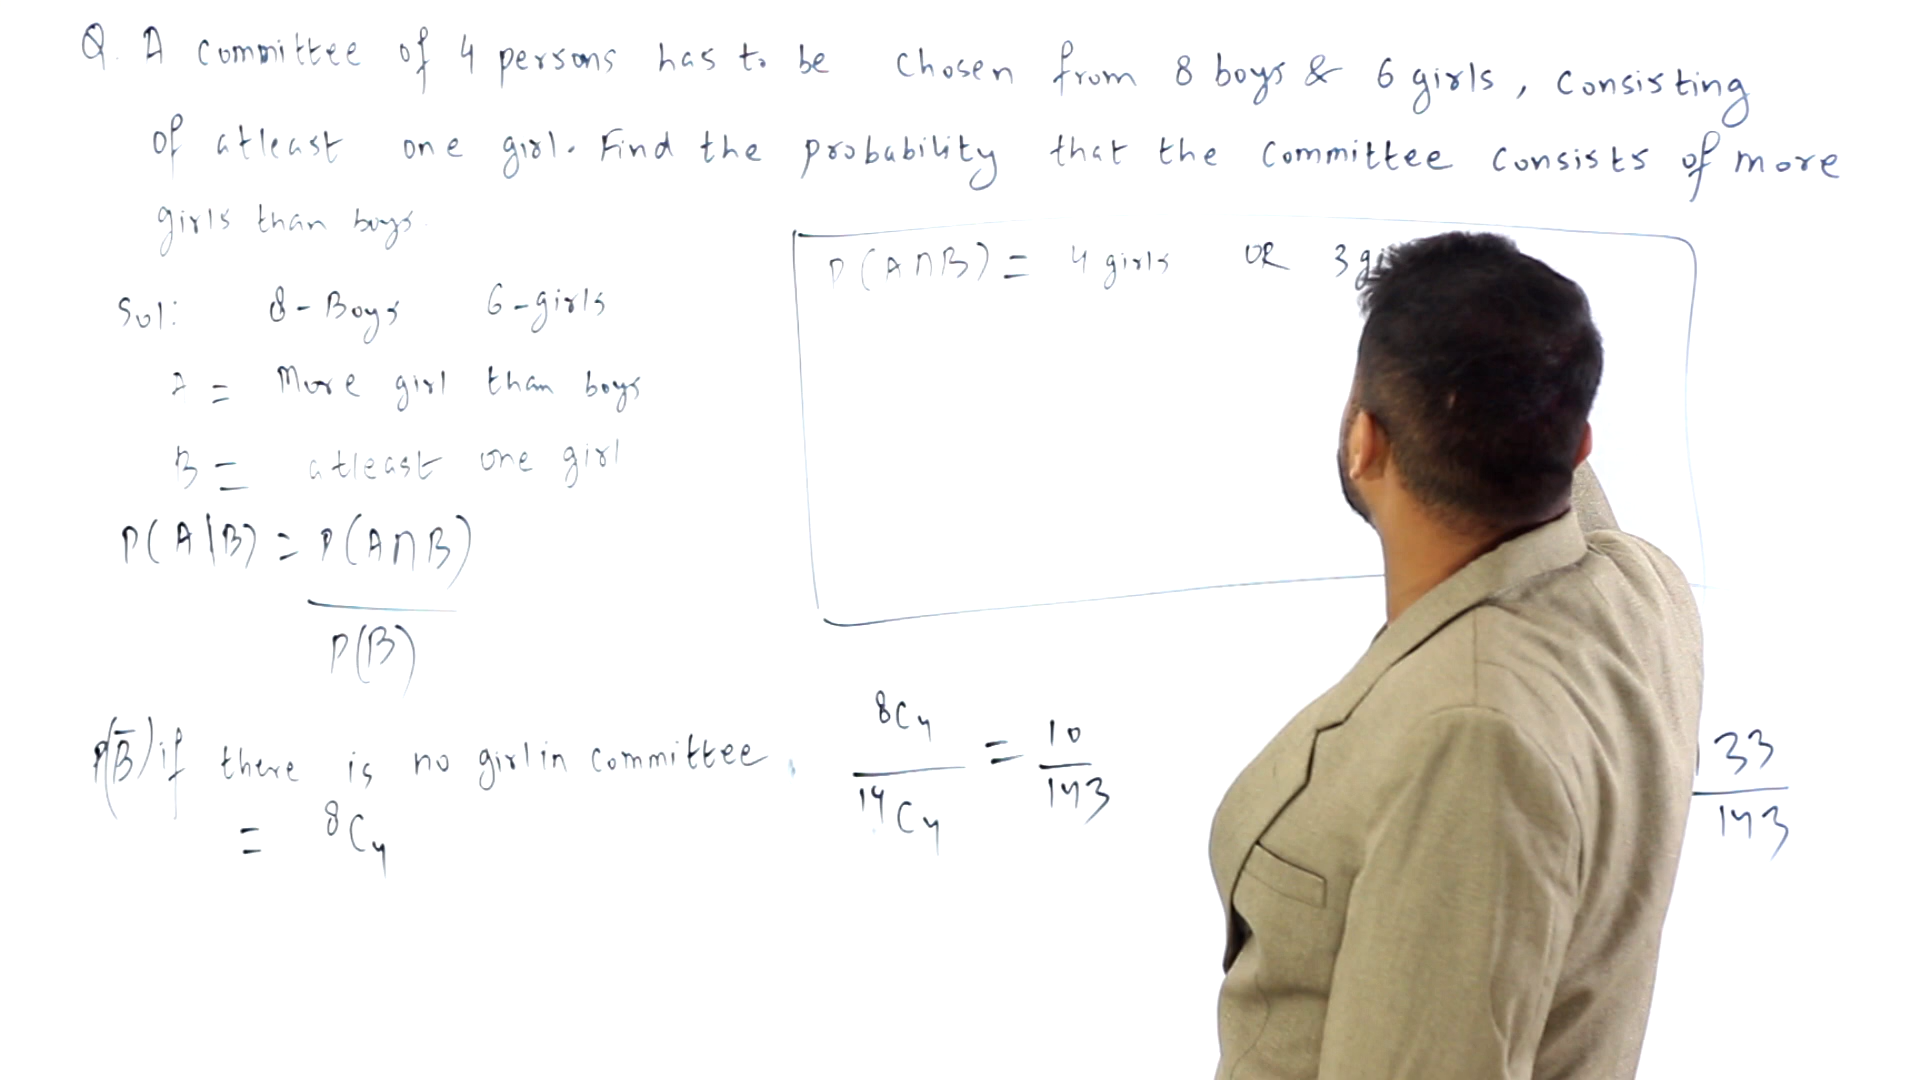 Q. A committee of 4 persons has to be chosen from 8 boys & 6 girls, consisting
of atleast one girl. Find the probability that the committee consists of more
girls than boys.
P(A∩B) = 4 girls OR 3
Sol: 8-Boys 6-girls
A = More girl than boys
B = atleast one girl
P(A|B) = P(A∩B)
P(B)
P(B̅) if there is no girl in committee.
= 8C4
8C4
14C4
= 10
143
133
143